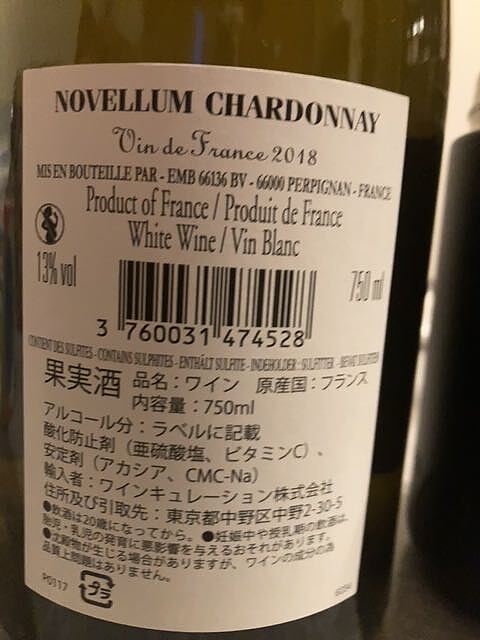 NOVELLUM CHARDONNAY
Vin de France 2018
MIS EN BOUTEILLE PAR - EMB 66136 BV - 66000 PERPIGNAN - FRANCE
Product of France / Produit de France
White Wine / Vin Blanc
13% vol
750 ml
3 760031 474528
CONTIENT DES SULFITES - CONTAINS SULPHITES - ENTHÄLT SULFITE - INDEHOLDER : SULFITTER -
果実酒 品名：ワイン 原産国：フランス
内容量：750ml
アルコール分：ラベルに記載
酸化防止剤（亜硫酸塩、ビタミンC）、
安定剤（アカシア、CMC-Na）
輸入者：ワインキュレーション株式会社
住所及び引取先：東京都中野区中野2-30-5
●飲酒は20歳になってから。●妊娠中や授乳期の飲酒は、
胎児・乳児の発育に悪影響を与えるおそれがあります。
●沈殿物が生じる場合がありますが、ワインの成分の為
品質上問題はありません。
P0117
プラ